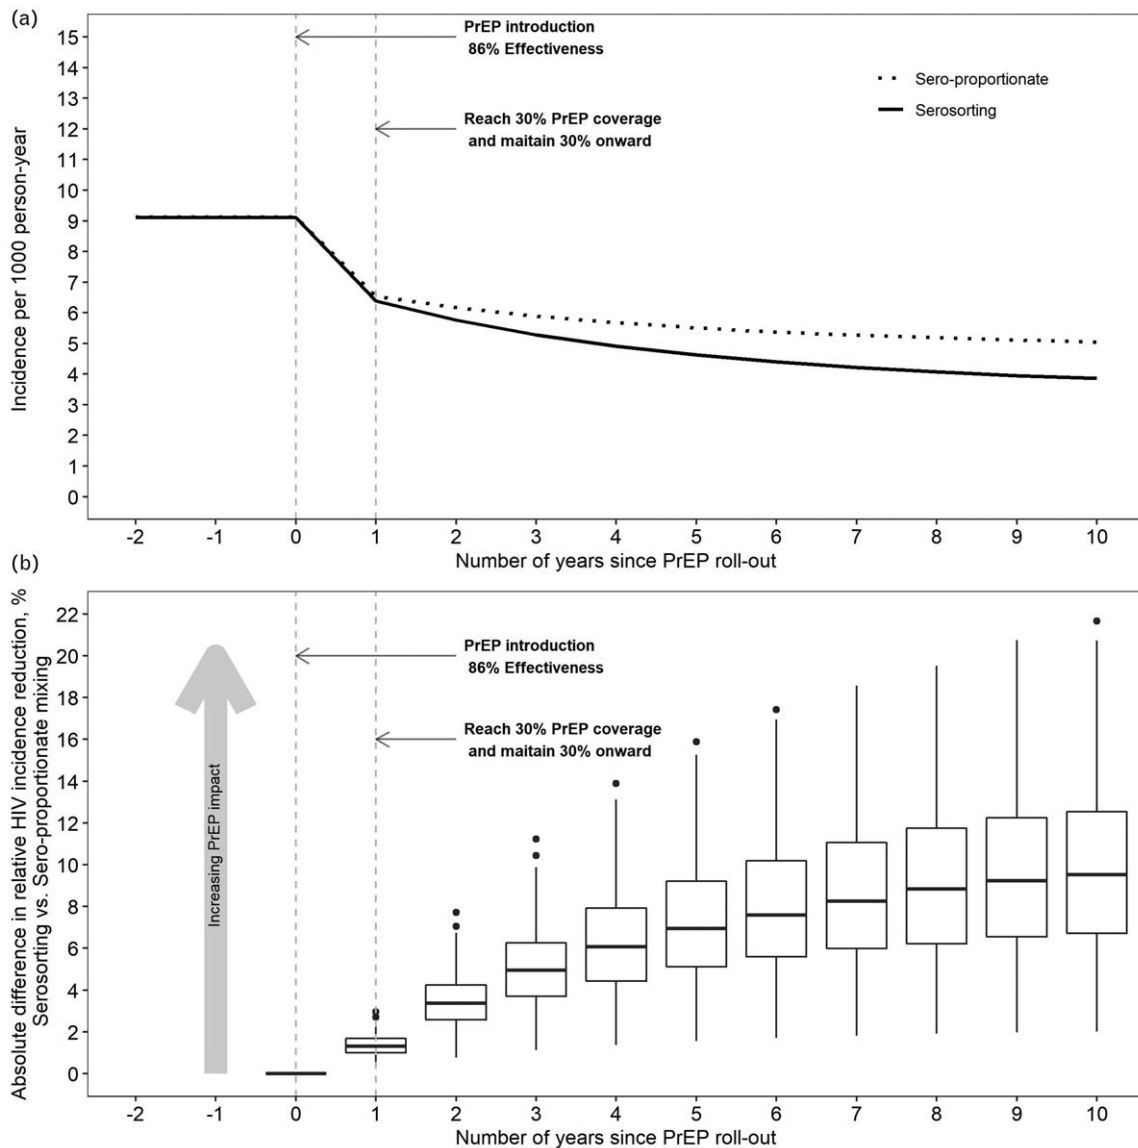 (a)
PrEP introduction
86% Effectiveness
Reach 30% PrEP coverage
and maitain 30% onward
Sero-proportionate
Serosorting
Incidence per 1000 person-year
15
14
13
12
11
10
9
8
7
6
5
4
3
2
1
0
-2 -1 0 1 2 3 4 5 6 7 8 9 10
Number of years since PrEP roll-out
(b)
Absolute difference in relative HIV incidence reduction, %
Serosorting vs. Sero-proportionate mixing
22
20
18
16
14
12
10
8
6
4
2
0
Increasing PrEP impact
PrEP introduction
86% Effectiveness
Reach 30% PrEP coverage
and maitain 30% onward
-2 -1 0 1 2 3 4 5 6 7 8 9 10
Number of years since PrEP roll-out